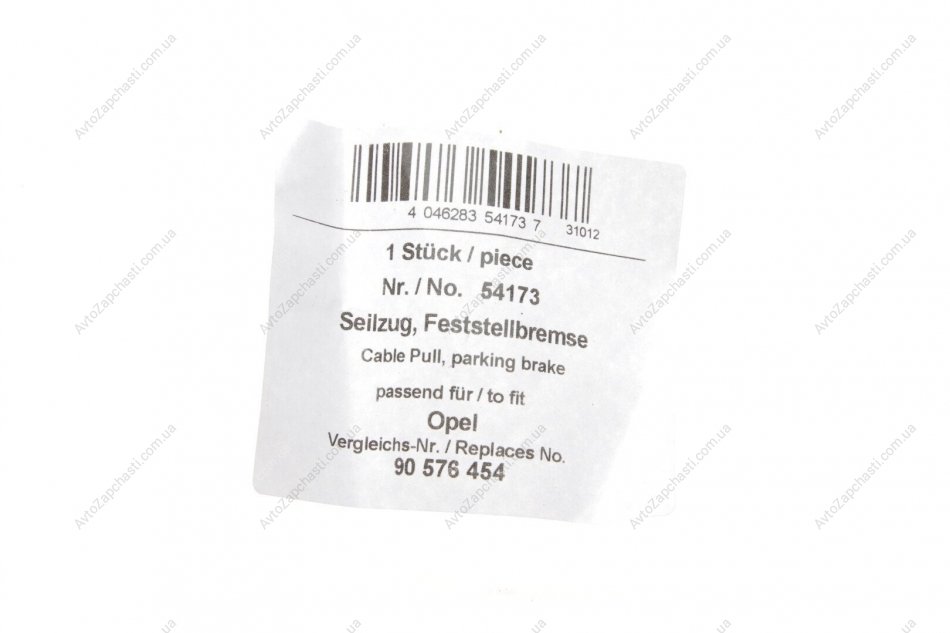 4 046283 54173 7 31012
1 Stück / piece
Nr. / No. 54173
Seilzug, Feststellbremse
Cable Pull, parking brake
passend für / to fit
Opel
Vergleichs-Nr. / Replaces No.
90 576 454
AvtoZapchasti.com.ua